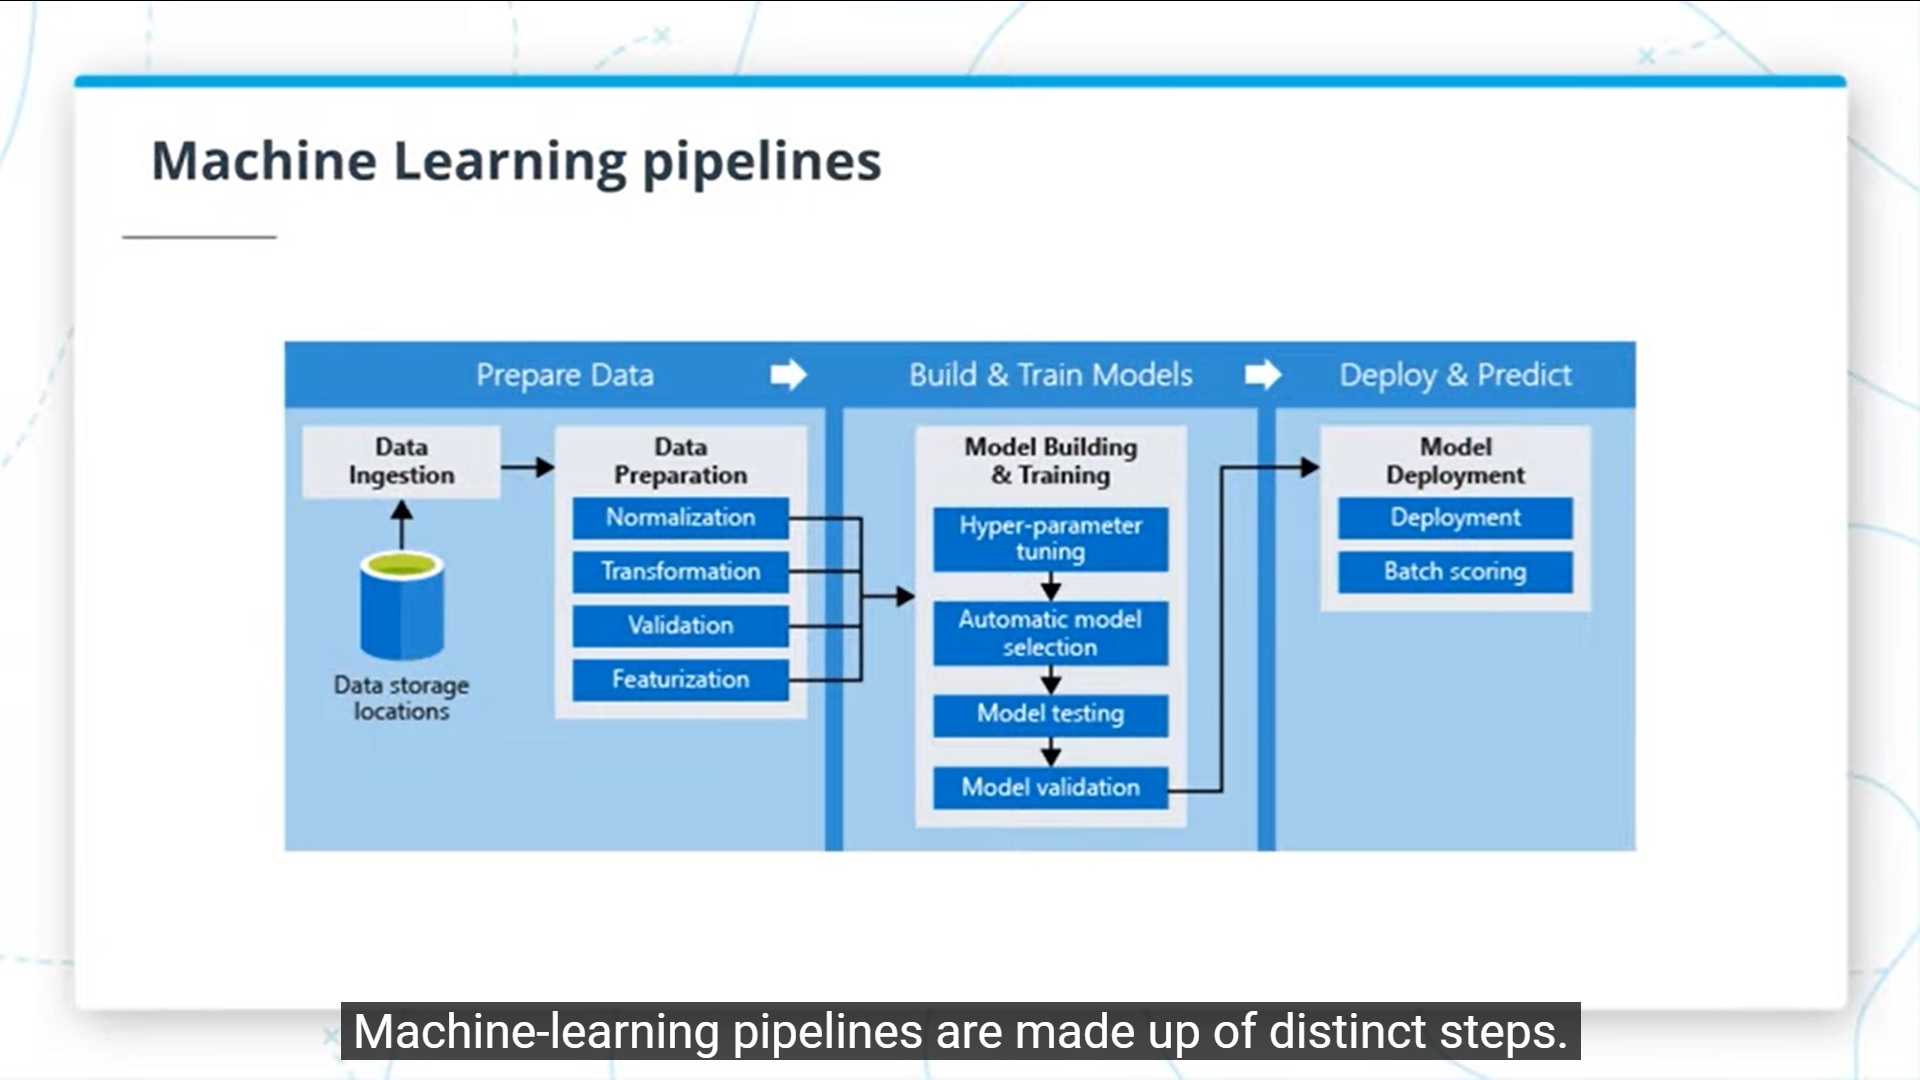 Machine Learning pipelines
Prepare Data
Build & Train Models
Deploy & Predict
Data
Ingestion
Data storage
locations
Data
Preparation
Normalization
Transformation
Validation
Featurization
Model Building
& Training
Hyper-parameter
tuning
Automatic model
selection
Model testing
Model validation
Model
Deployment
Deployment
Batch scoring
Machine-learning pipelines are made up of distinct steps.